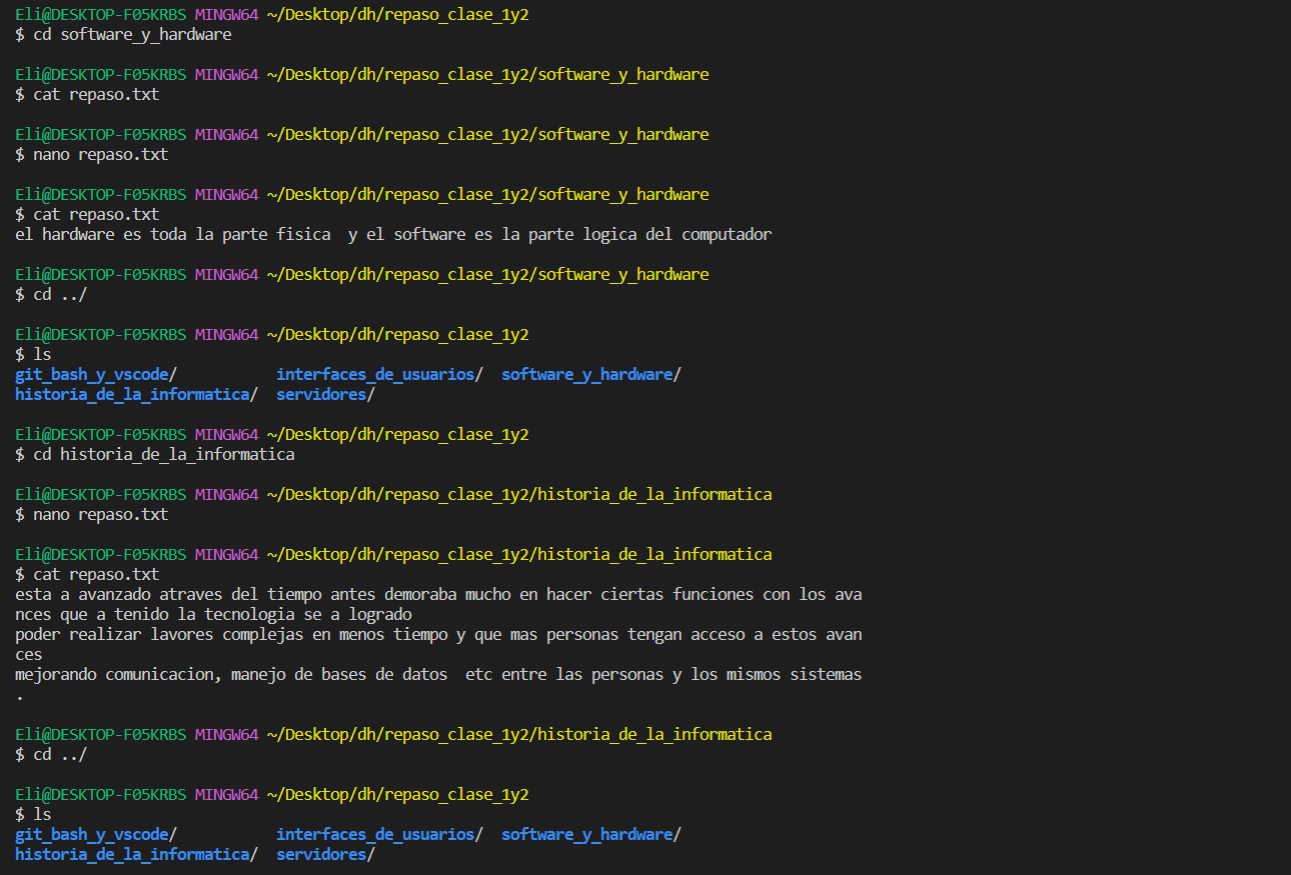 Eli@DESKTOP-F05KRBS MINGW64 ~/Desktop/dh/repaso_clase_1y2
$ cd software_y_hardware
Eli@DESKTOP-F05KRBS MINGW64 ~/Desktop/dh/repaso_clase_1y2/software_y_hardware
$ cat repaso.txt
Eli@DESKTOP-F05KRBS MINGW64 ~/Desktop/dh/repaso_clase_1y2/software_y_hardware
$ nano repaso.txt
Eli@DESKTOP-F05KRBS MINGW64 ~/Desktop/dh/repaso_clase_1y2/software_y_hardware
$ cat repaso.txt
el hardware es toda la parte fisica  y el software es la parte logica del computador
Eli@DESKTOP-F05KRBS MINGW64 ~/Desktop/dh/repaso_clase_1y2/software_y_hardware
$ cd ../
Eli@DESKTOP-F05KRBS MINGW64 ~/Desktop/dh/repaso_clase_1y2
$ ls
git_bash_y_vscode/           interfaces_de_usuarios/  software_y_hardware/
historia_de_la_informatica/  servidores/
Eli@DESKTOP-F05KRBS MINGW64 ~/Desktop/dh/repaso_clase_1y2
$ cd historia_de_la_informatica
Eli@DESKTOP-F05KRBS MINGW64 ~/Desktop/dh/repaso_clase_1y2/historia_de_la_informatica
$ nano repaso.txt
Eli@DESKTOP-F05KRBS MINGW64 ~/Desktop/dh/repaso_clase_1y2/historia_de_la_informatica
$ cat repaso.txt
esta a avanzado atraves del tiempo antes demoraba mucho en hacer ciertas funciones con los ava
nces que a tenido la tecnologia se a logrado
poder realizar lavores complejas en menos tiempo y que mas personas tengan acceso a estos avan
ces
mejorando comunicacion, manejo de bases de datos  etc entre las personas y los mismos sistemas
.
Eli@DESKTOP-F05KRBS MINGW64 ~/Desktop/dh/repaso_clase_1y2/historia_de_la_informatica
$ cd ../
Eli@DESKTOP-F05KRBS MINGW64 ~/Desktop/dh/repaso_clase_1y2
$ ls
git_bash_y_vscode/           interfaces_de_usuarios/  software_y_hardware/
historia_de_la_informatica/  servidores/